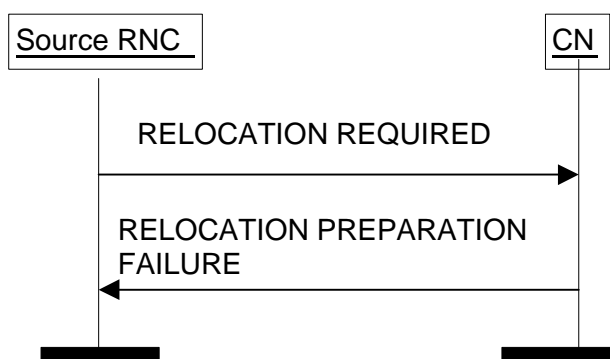 Source RNC
CN
RELOCATION REQUIRED
RELOCATION PREPARATION
FAILURE